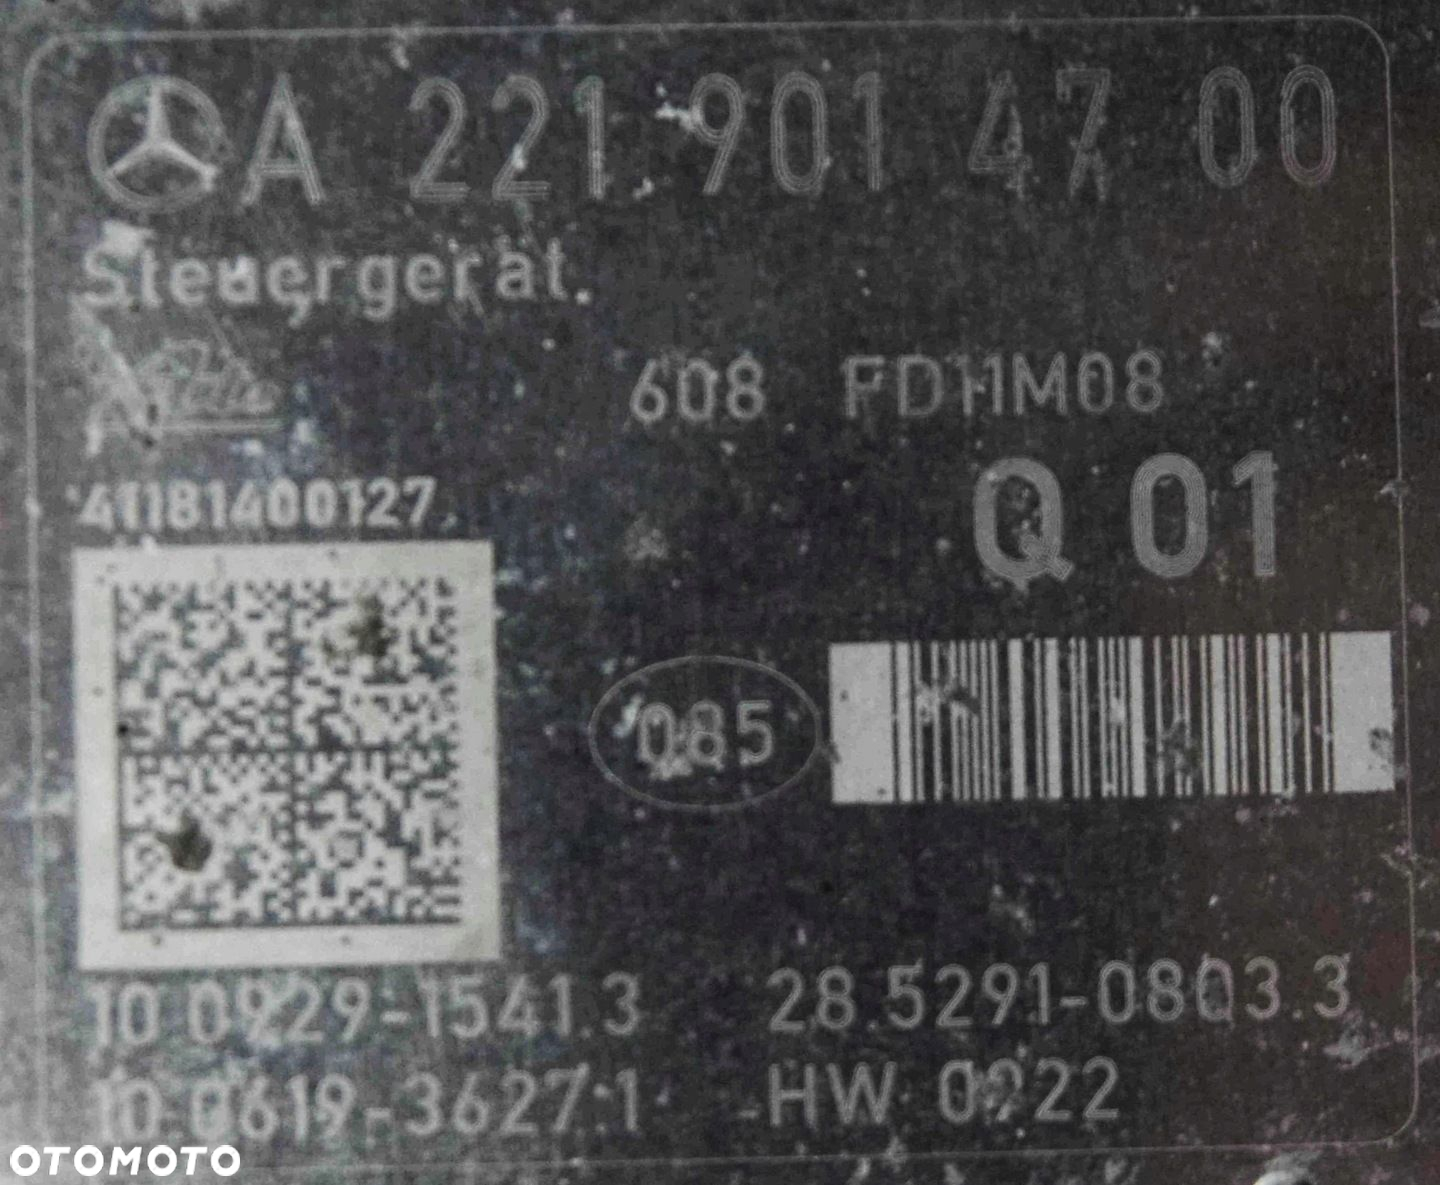 A 221 901 47 00
Steuergerät
608 FD11M08
41181400127
Q 01
085
10.0929-1541.3 28.5291-0803.3
10.0619-3627.1 HW 0922
OTOMOTO